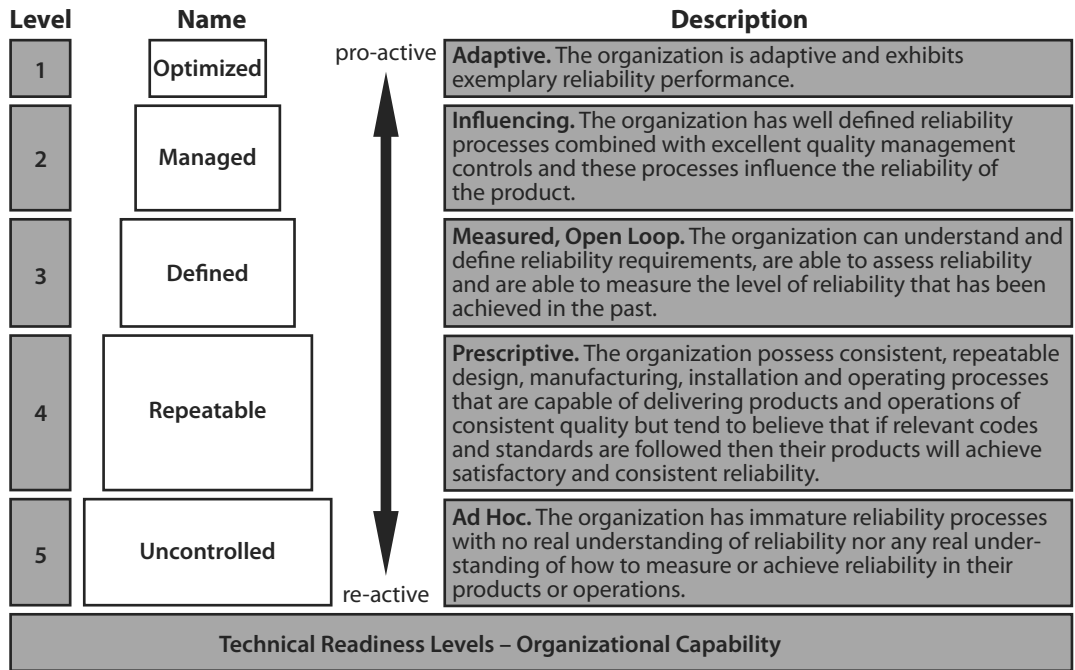 Level Name Description
1
Optimized
pro-active
Adaptive. The organization is adaptive and exhibits
exemplary reliability performance.
2
Managed
Influencing. The organization has well defined reliability
processes combined with excellent quality management
controls and these processes influence the reliability of
the product.
3
Defined
Measured, Open Loop. The organization can understand and
define reliability requirements, are able to assess reliability
and are able to measure the level of reliability that has been
achieved in the past.
4
Repeatable
Prescriptive. The organization possess consistent, repeatable
design, manufacturing, installation and operating processes
that are capable of delivering products and operations of
consistent quality but tend to believe that if relevant codes
and standards are followed then their products will achieve
satisfactory and consistent reliability.
5
Uncontrolled
re-active
Ad Hoc. The organization has immature reliability processes
with no real understanding of reliability nor any real under-
standing of how to measure or achieve reliability in their
products or operations.
Technical Readiness Levels – Organizational Capability